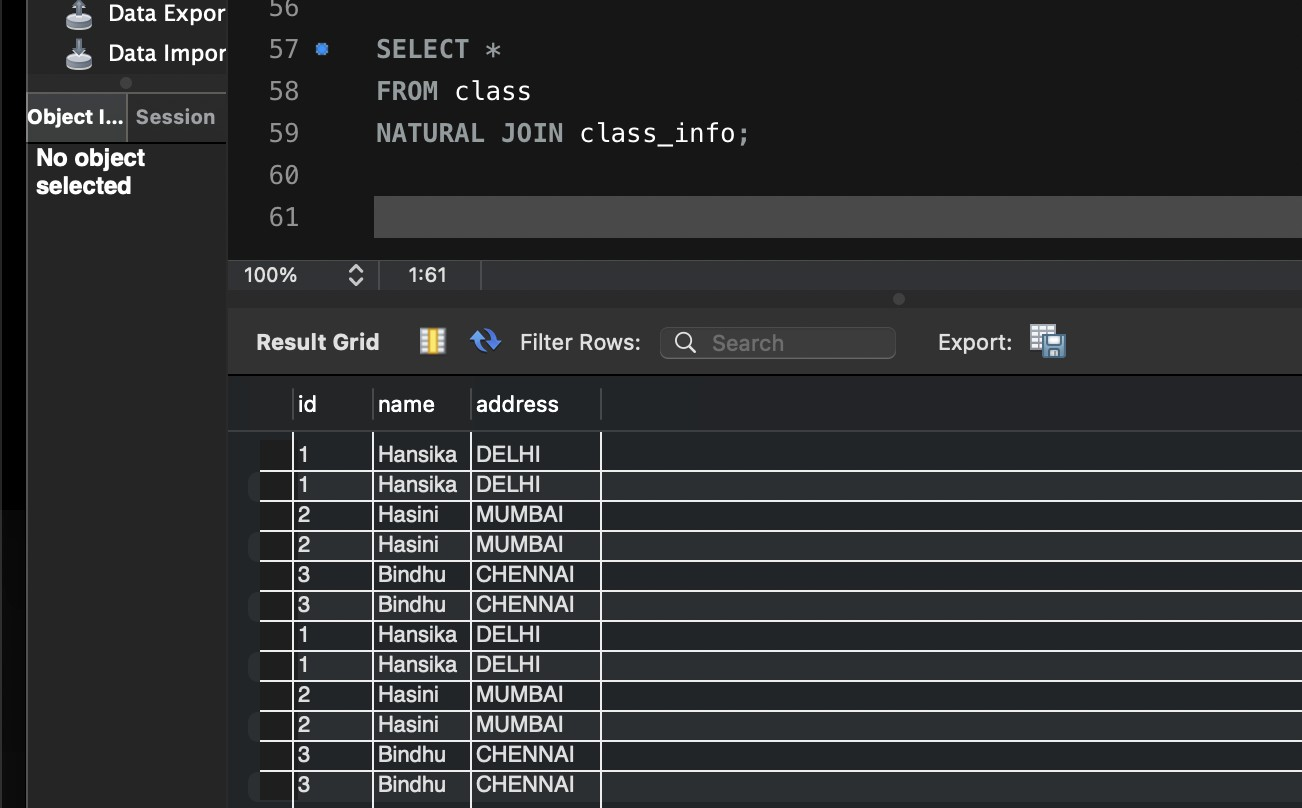 Data Expor
Data Impor
Object I... Session
No object
selected
56
57 SELECT *
58 FROM class
59 NATURAL JOIN class_info;
60
61
100% 1:61
Result Grid Filter Rows: Search Export:
id name address
1 Hansika DELHI
1 Hansika DELHI
2 Hasini MUMBAI
2 Hasini MUMBAI
3 Bindhu CHENNAI
3 Bindhu CHENNAI
1 Hansika DELHI
1 Hansika DELHI
2 Hasini MUMBAI
2 Hasini MUMBAI
3 Bindhu CHENNAI
3 Bindhu CHENNAI